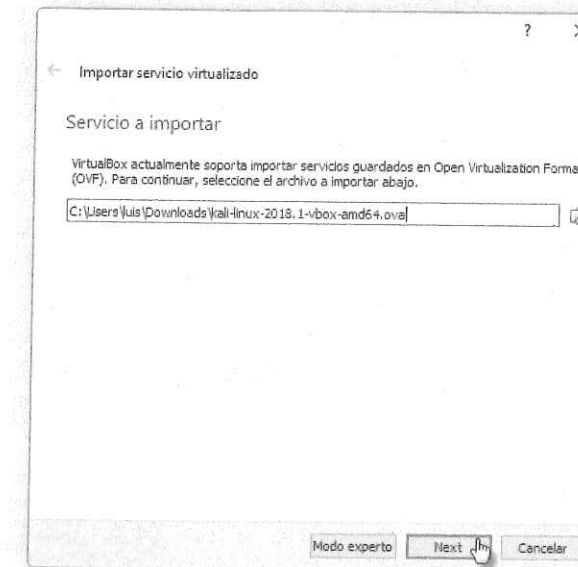 ?
Importar servicio virtualizado
Servicio a importar
VirtualBox actualmente soporta importar servicios guardados en Open Virtualization Forma
(OVF). Para continuar, seleccione el archivo a importar abajo.
C:\Users\luis\Downloads\kali-linux-2018.1-vbox-amd64.ova
Modo experto Next Cancelar